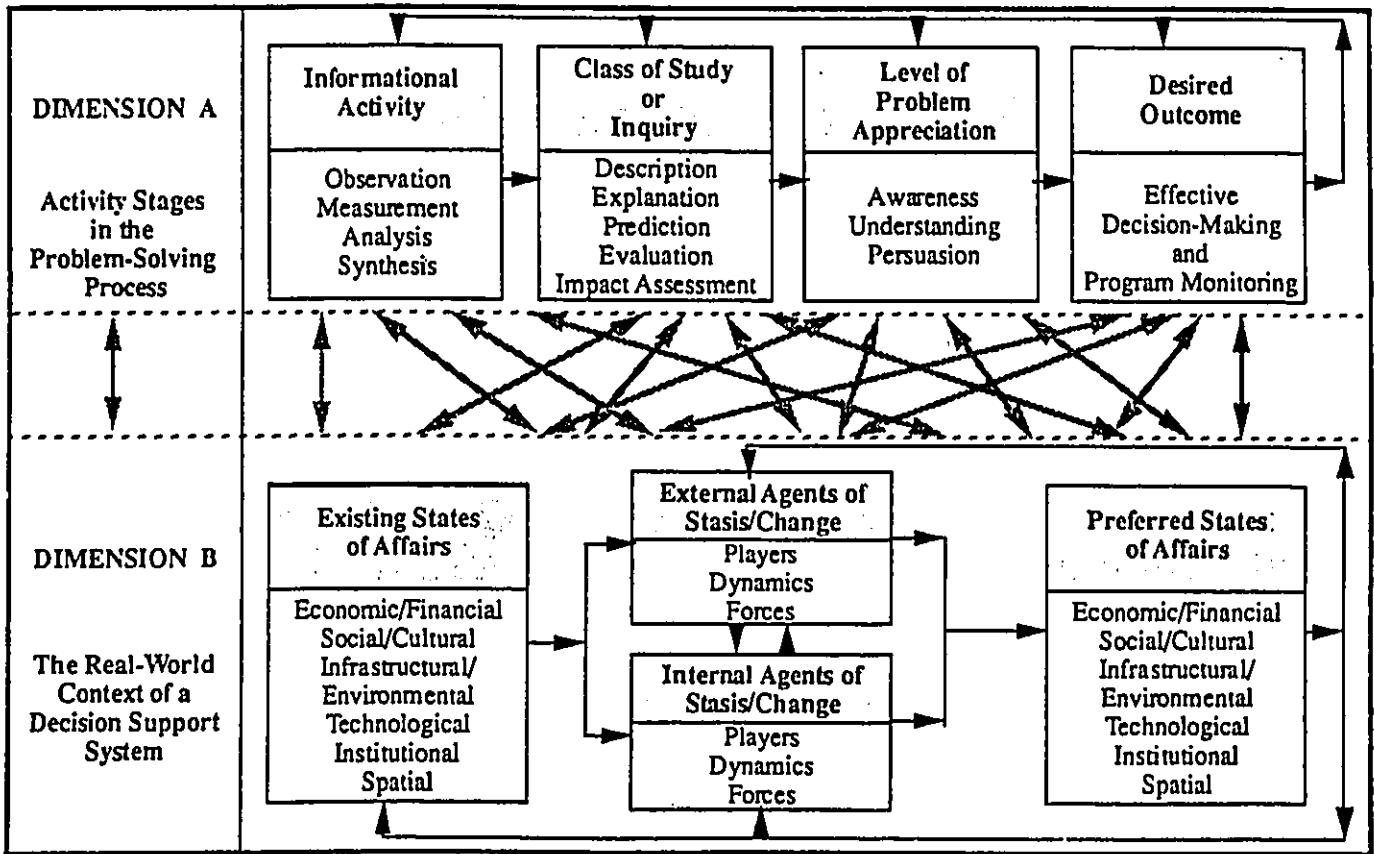 DIMENSION A
Activity Stages
in the
Problem-Solving
Process
Informational
Activity
Observation
Measurement
Analysis
Synthesis
Class of Study
or
Inquiry
Description
Explanation
Prediction
Evaluation
Impact Assessment
Level of
Problem
Appreciation
Awareness
Understanding
Persuasion
Desired
Outcome
Effective
Decision-Making
and
Program Monitoring
DIMENSION B
The Real-World
Context of a
Decision Support
System
Existing States
of Affairs
Economic/Financial
Social/Cultural
Infrastructural/
Environmental
Technological
Institutional
Spatial
External Agents of
Stasis/Change
Players
Dynamics
Forces
Internal Agents of
Stasis/Change
Players
Dynamics
Forces
Preferred States
of Affairs
Economic/Financial
Social/Cultural
Infrastructural/
Environmental
Technological
Institutional
Spatial